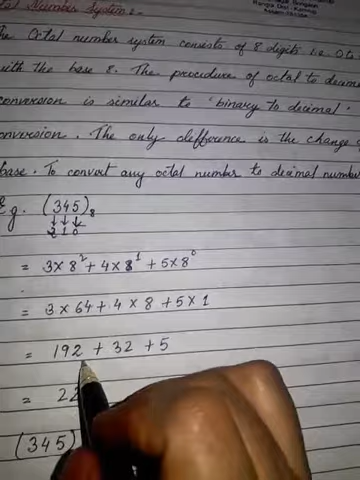 Number System:
The Octal number system consists of 8 digits i.e 0 to
with the base 8. The procedure of octal to decima
conversion is similar to "binary to decimal"
onversion. The only difference is the change of
base. To convert any octal number to decimal number
g. (345)₈
2 1 0
= 3×8² + 4×8¹ + 5×8⁰
= 3×64 + 4×8 + 5×1
= 192 + 32 + 5
= 22
(345)